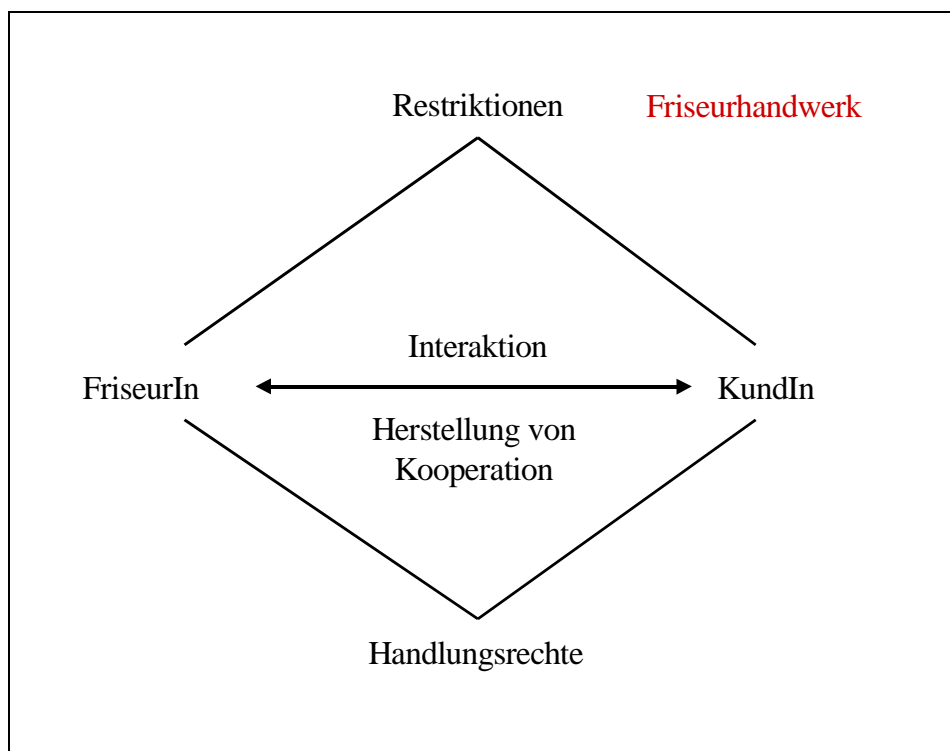 Restriktionen
Friseurhandwerk
Interaktion
FriseurIn
KundIn
Herstellung von
Kooperation
Handlungsrechte